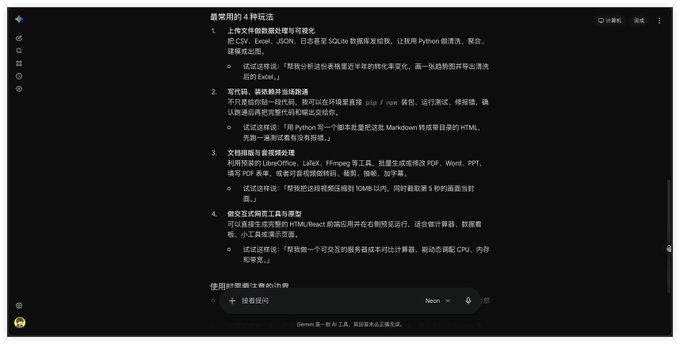 最常用的 4 种玩法
计算机
完成
1. 上传文件做数据处理与可视化
把 CSV、Excel、JSON、日志甚至 SQLite 数据库发给我，让我用 Python 做清洗、聚合、
建模或出图。
试试这样说：「帮我分析这份表格里近半年的转化率变化，画一张趋势图并导出清洗
后的 Excel。」
2. 写代码、装依赖并当场跑通
不只是给你贴一段代码，我可以在环境里直接 pip / npm 装包、运行测试、修报错，确
认跑通后再把完整代码和输出交给你。
试试这样说：「用 Python 写一个脚本批量把这批 Markdown 转成带目录的 HTML，
先跑一遍测试看有没有报错。」
3. 文档排版与音视频处理
利用预装的 LibreOffice、LaTeX、FFmpeg 等工具，批量生成或修改 PDF、Word、PPT，
填写 PDF 表单，或者对音视频做转码、裁剪、抽帧、加字幕。
试试这样说：「帮我把这段视频压缩到 10MB 以内，同时截取第 5 秒的画面当封
面。」
4. 做交互式网页工具与原型
可以直接生成完整的 HTML/React 前端应用并在右侧预览运行，适合做计算器、数据看
板、小工具或演示页面。
试试这样说：「帮我做一个可交互的服务器成本对比计算器，能动态调配 CPU、内存
和带宽。」
使用时需要注意的边界
接着提问
Neon
Gemini 是一款 AI 工具，其回答未必正确无误。